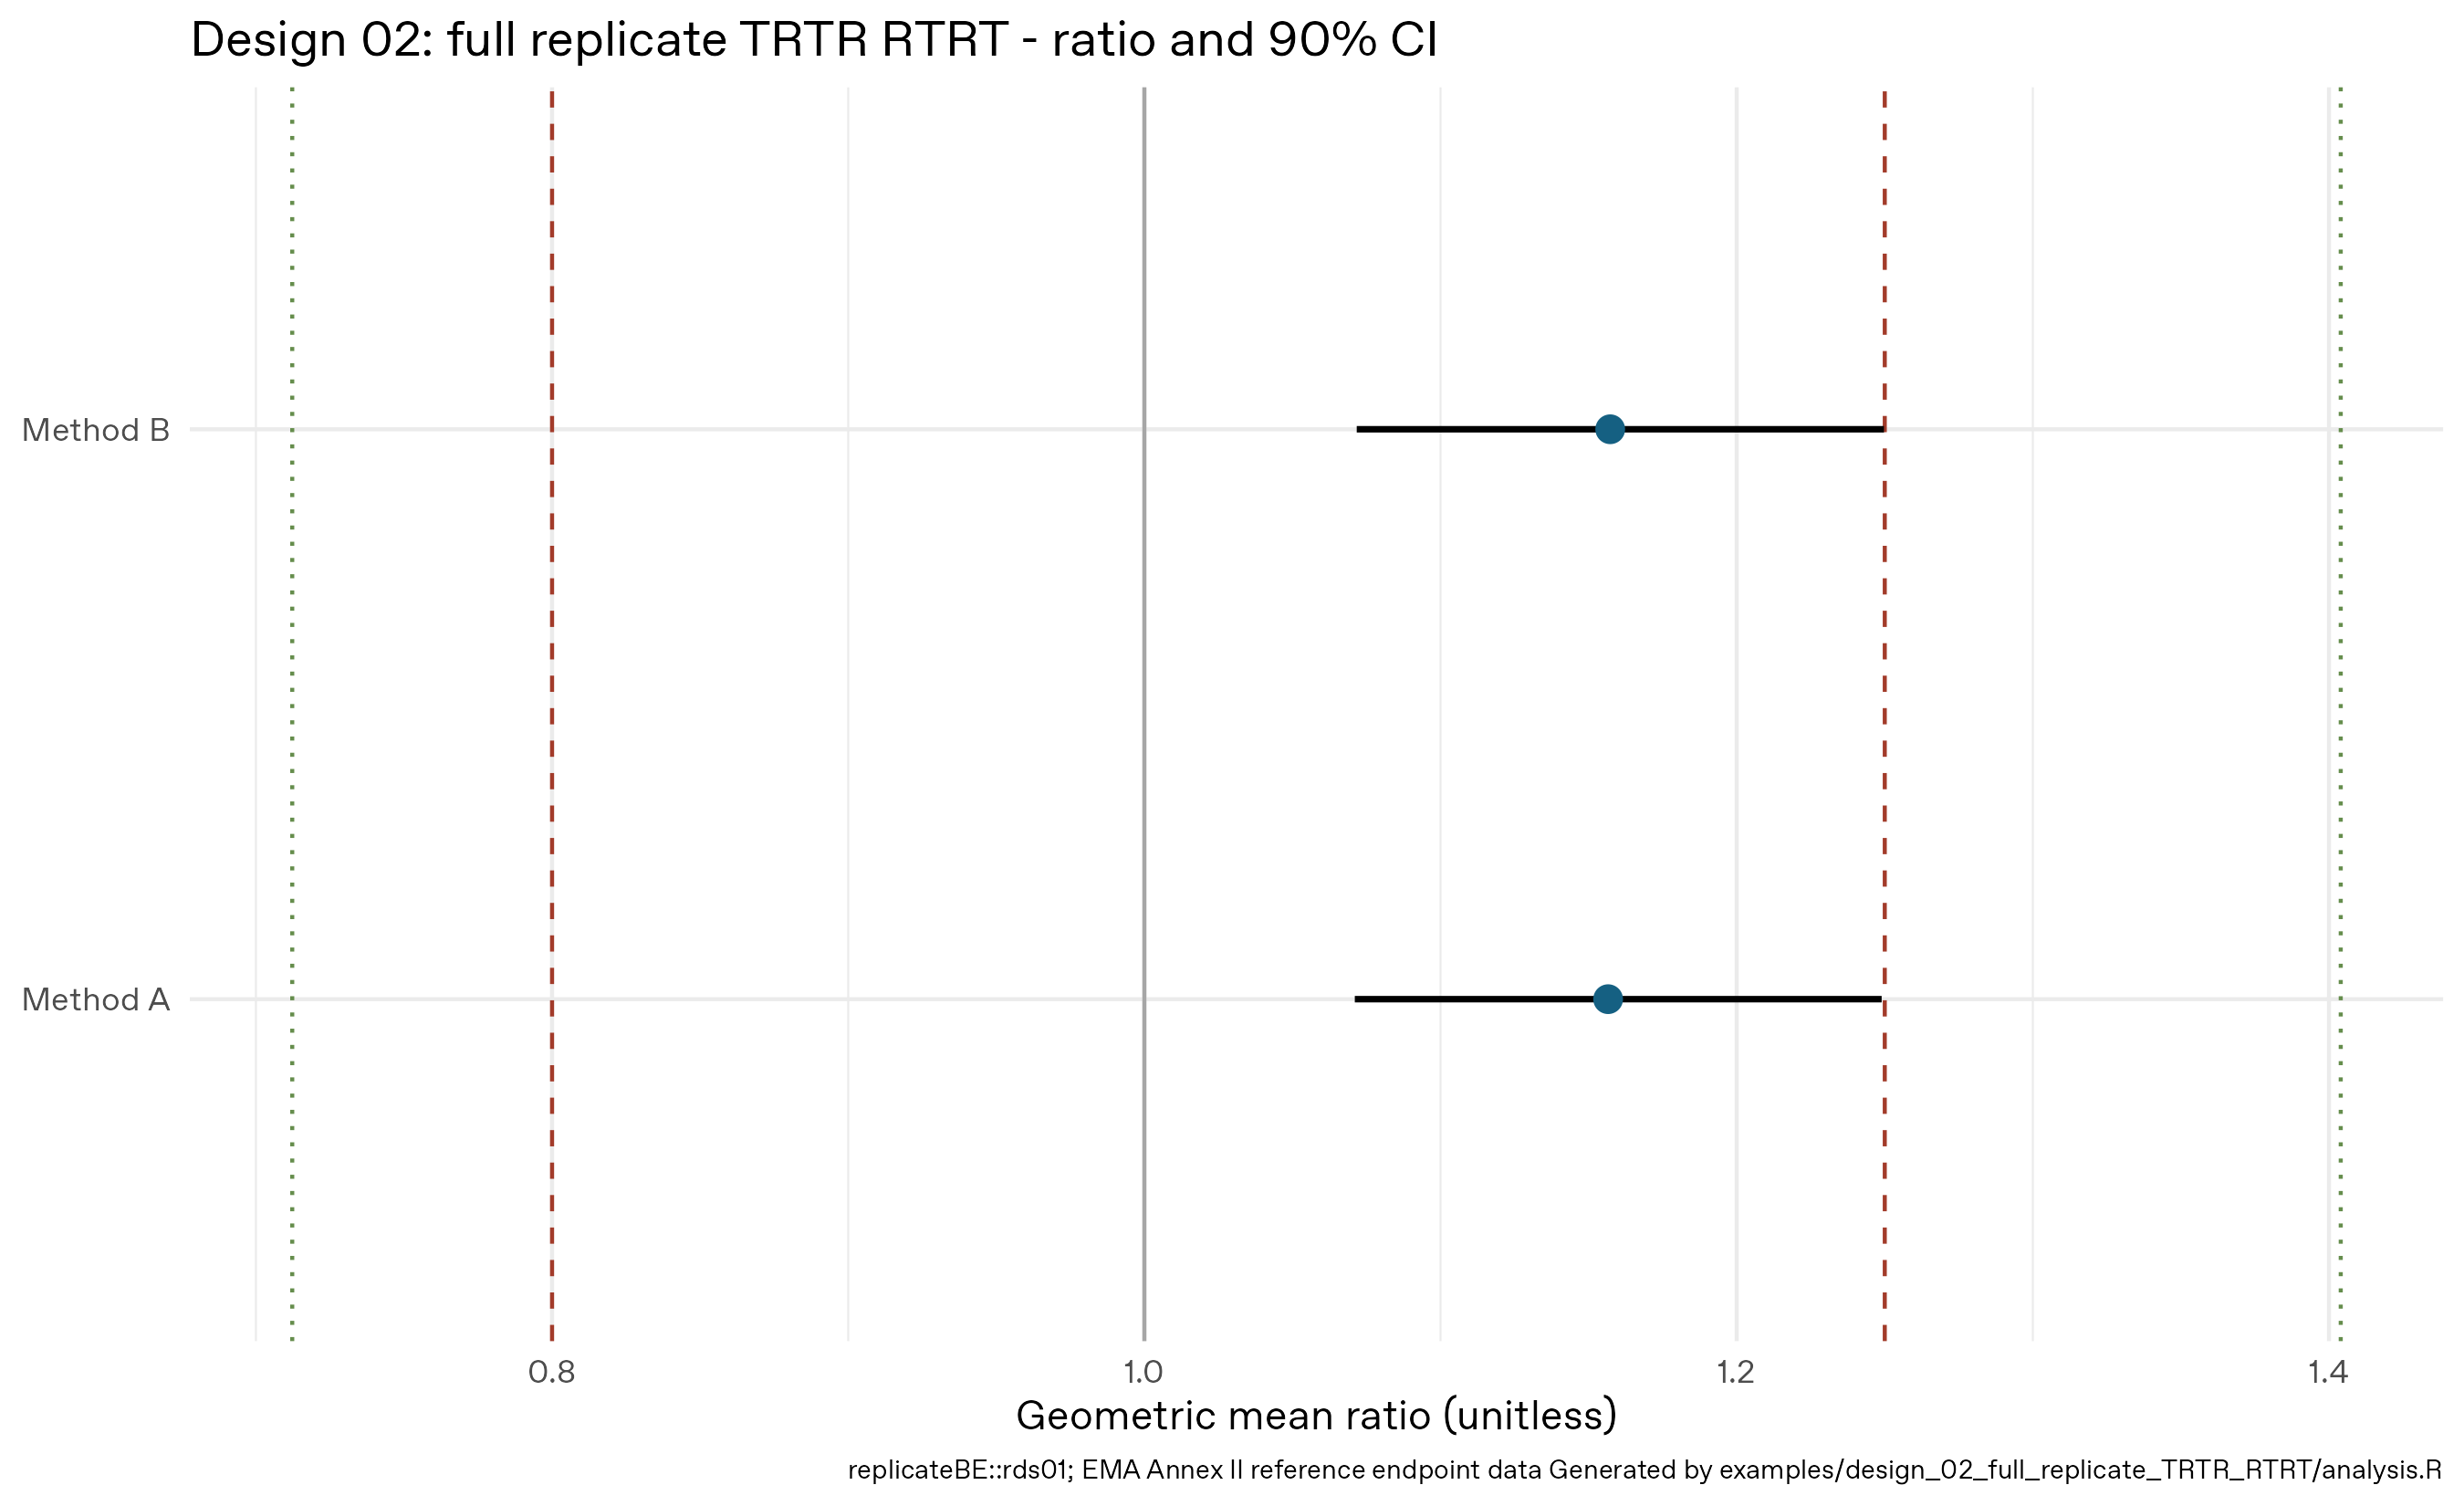 Design 02: full replicate TRTR RTRT - ratio and 90% CI
Method B
Method A
0.8 1.0 1.2 1.4
Geometric mean ratio (unitless)
replicateBE::rds01; EMA Annex II reference endpoint data Generated by examples/design_02_full_replicate_TRTR_RTRT/analysis.R